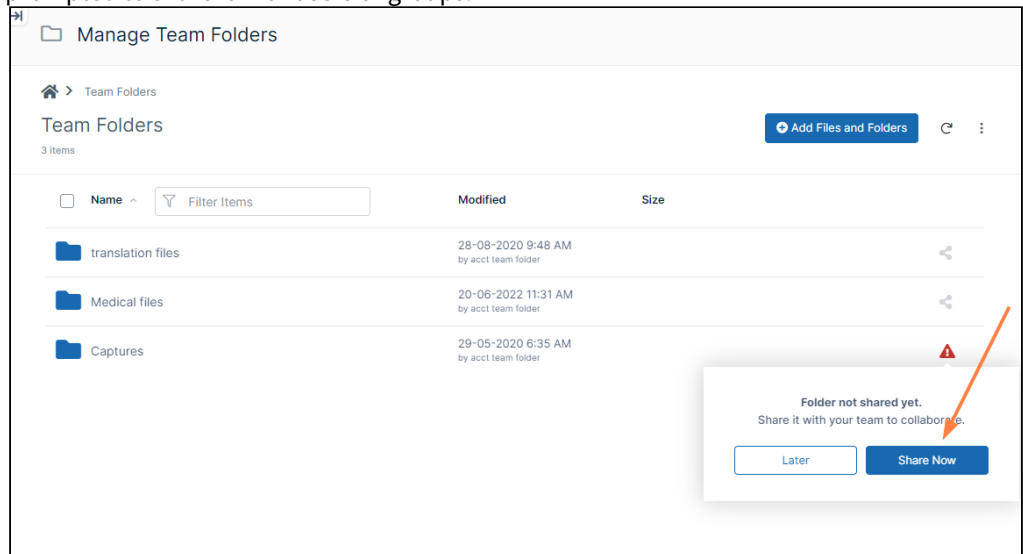 Manage Team Folders
Team Folders
Team Folders
Add Files and Folders
3 items
Name
Filter Items
Modified
Size
translation files
28-08-2020 9:48 AM
by acct team folder
Medical files
20-06-2022 11:31 AM
by acct team folder
Captures
29-05-2020 6:35 AM
by acct team folder
Folder not shared yet.
Share it with your team to collaborate.
Later
Share Now